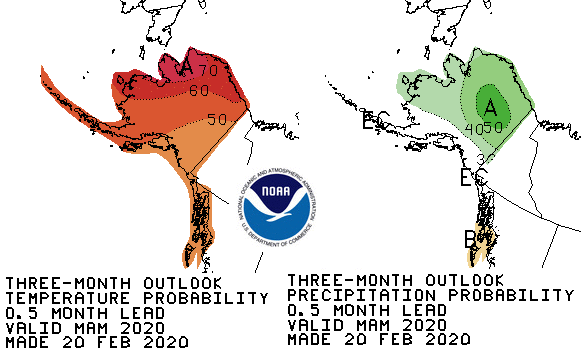 A 70
60
50
THREE-MONTH OUTLOOK
TEMPERATURE PROBABILITY
0.5 MONTH LEAD
VALID MAM 2020
MADE 20 FEB 2020
NATIONAL OCEANIC AND ATMOSPHERIC ADMINISTRATION
NOAA
U.S. DEPARTMENT OF COMMERCE
A
EC
40 50
EC
B
THREE-MONTH OUTLOOK
PRECIPITATION PROBABILITY
0.5 MONTH LEAD
VALID MAM 2020
MADE 20 FEB 2020